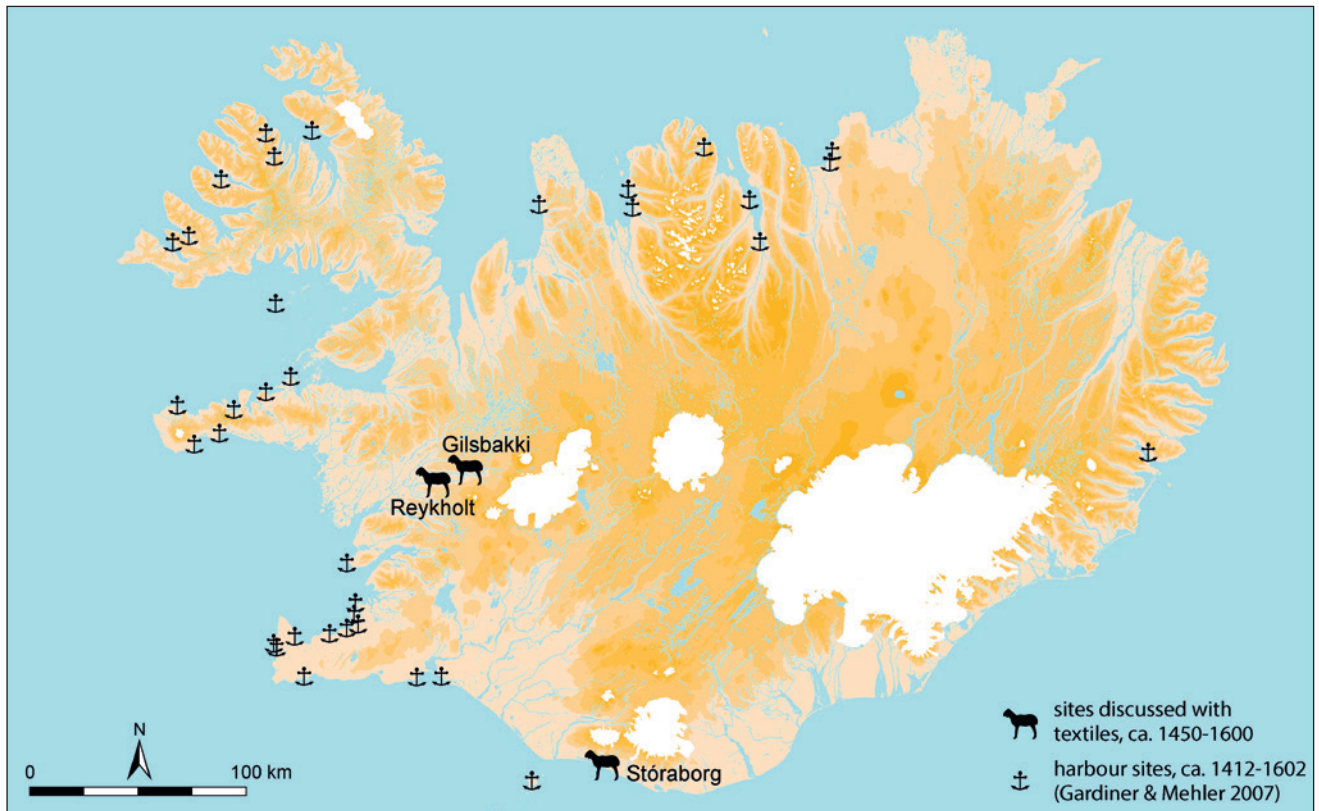 Gilsbakki
Reykholt
Stóraborg
N
0 100 km
sites discussed with
textiles, ca. 1450-1600
harbour sites, ca. 1412-1602
(Gardiner & Mehler 2007)